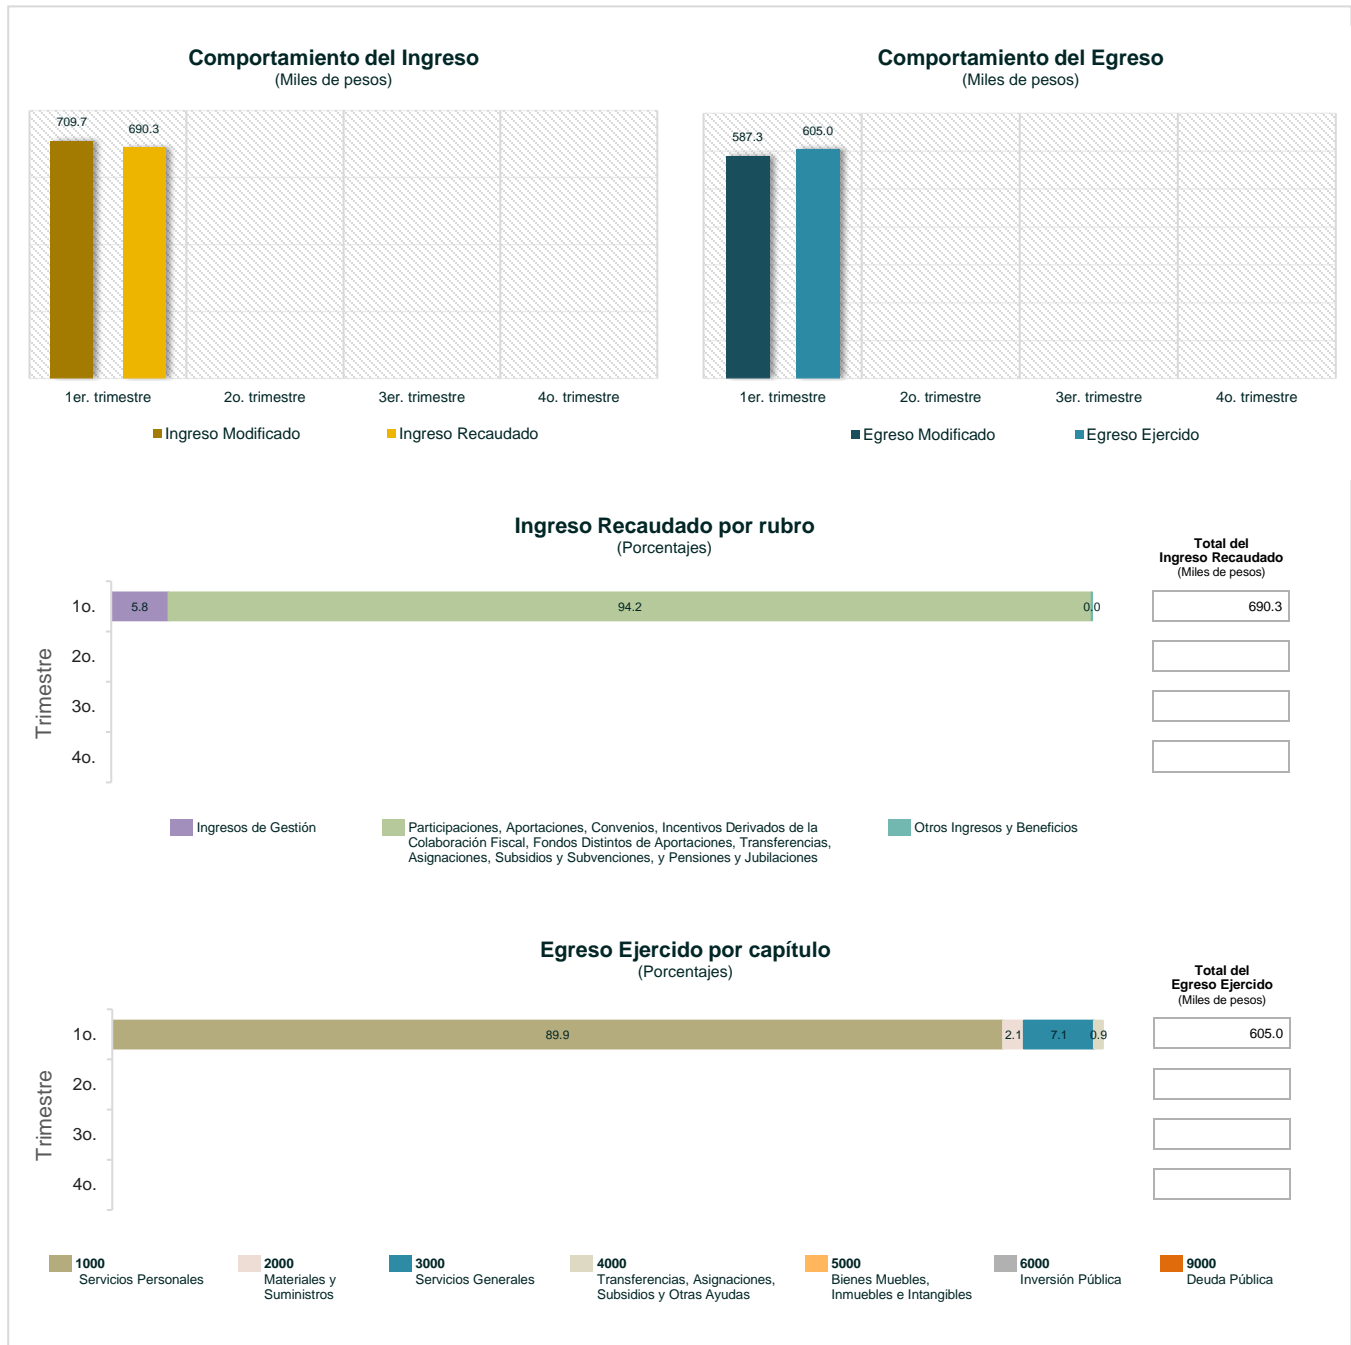 Comportamiento del Ingreso
(Miles de pesos)
709.7
690.3
1er. trimestre
2o. trimestre
3er. trimestre
4o. trimestre
Ingreso Modificado
Ingreso Recaudado
Comportamiento del Egreso
(Miles de pesos)
587.3
605.0
1er. trimestre
2o. trimestre
3er. trimestre
4o. trimestre
Egreso Modificado
Egreso Ejercido
Ingreso Recaudado por rubro
(Porcentajes)
Total del
Ingreso Recaudado
(Miles de pesos)
Trimestre
1o.
5.8
94.2
0.0
690.3
2o.
3o.
4o.
Ingresos de Gestión
Participaciones, Aportaciones, Convenios, Incentivos Derivados de la
Colaboración Fiscal, Fondos Distintos de Aportaciones, Transferencias,
Asignaciones, Subsidios y Subvenciones, y Pensiones y Jubilaciones
Otros Ingresos y Beneficios
Egreso Ejercido por capítulo
(Porcentajes)
Total del
Egreso Ejercido
(Miles de pesos)
Trimestre
1o.
89.9
2.1
7.1
0.9
605.0
2o.
3o.
4o.
1000
Servicios Personales
2000
Materiales y
Suministros
3000
Servicios Generales
4000
Transferencias, Asignaciones,
Subsidios y Otras Ayudas
5000
Bienes Muebles,
Inmuebles e Intangibles
6000
Inversión Pública
9000
Deuda Pública